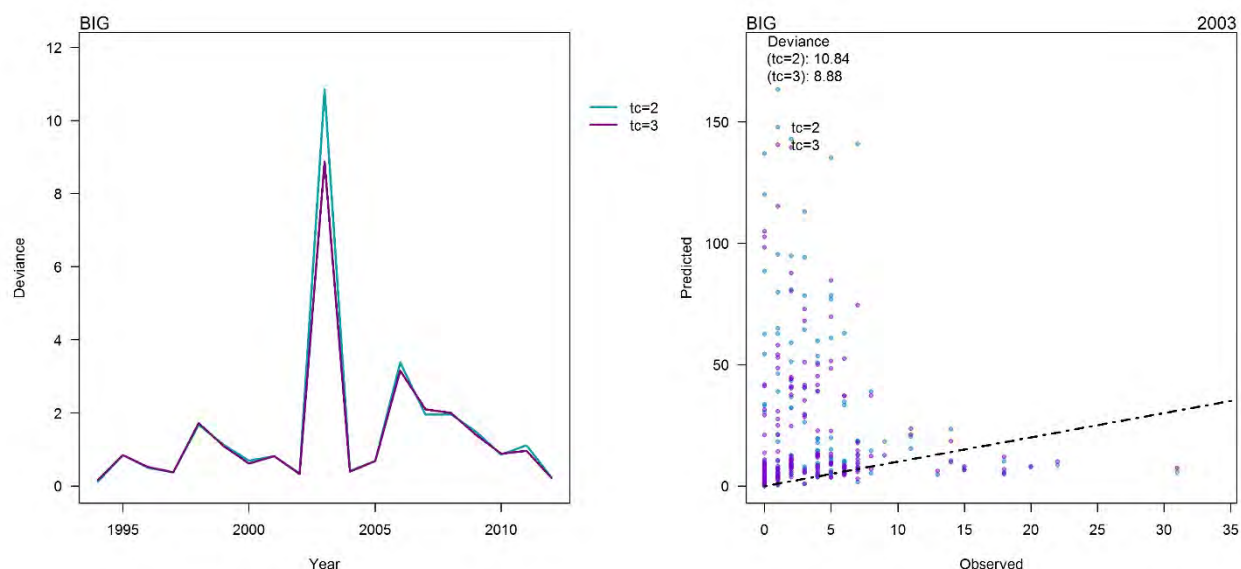 BIG
12
10
8
6
4
2
0
Deviance
1995
2000
2005
2010
Year
tc=2
tc=3
BIG
2003
Deviance
(tc=2): 10.84
(tc=3): 8.88
tc=2
tc=3
150
100
50
0
Predicted
0
5
10
15
20
25
30
35
Observed